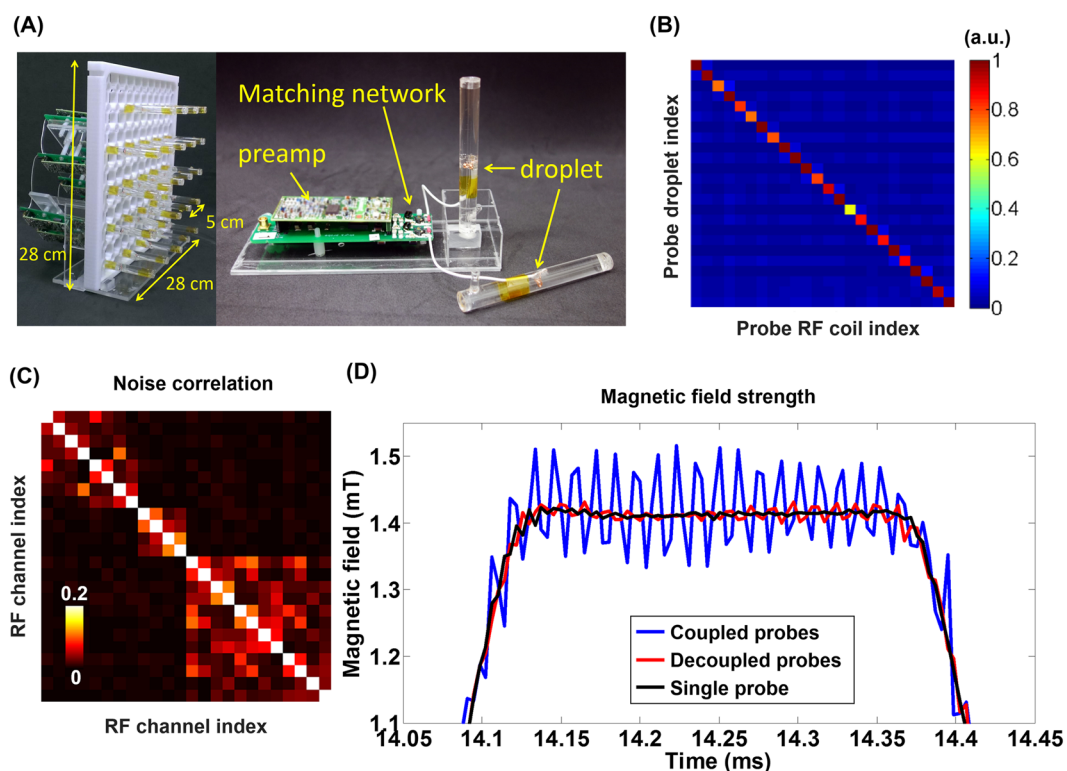 (A)
Matching network
preamp
droplet
5 cm
28 cm
28 cm
(B)
(a.u.)
1
0.8
0.6
0.4
0.2
0
Probe droplet index
Probe RF coil index
(C)
Noise correlation
RF channel index
0.2
0
RF channel index
(D)
Magnetic field strength
Magnetic field (mT)
1.5
1.4
1.3
1.2
1.1
Coupled probes
Decoupled probes
Single probe
14.05 14.1 14.15 14.2 14.25 14.3 14.35 14.4 14.45
Time (ms)